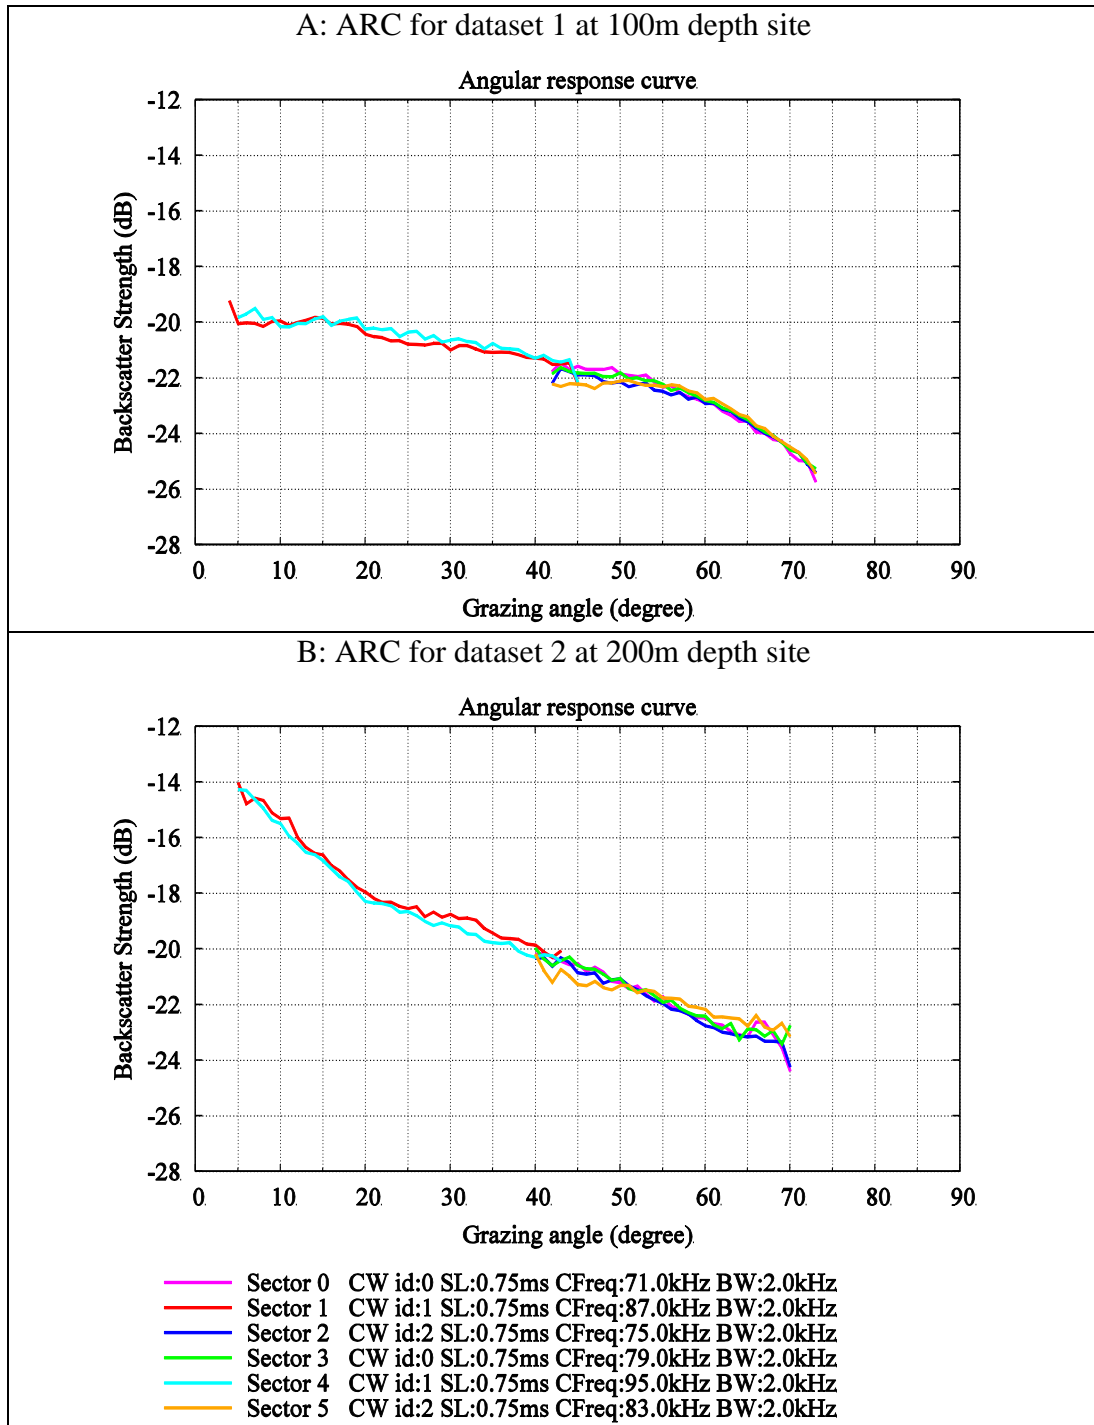 A: ARC for dataset 1 at 100m depth site
Angular response curve
Backscatter Strength (dB)
-12
-14
-16
-18
-20
-22
-24
-26
-28
0 10 20 30 40 50 60 70 80 90
Grazing angle (degree)
B: ARC for dataset 2 at 200m depth site
Angular response curve
Backscatter Strength (dB)
-12
-14
-16
-18
-20
-22
-24
-26
-28
0 10 20 30 40 50 60 70 80 90
Grazing angle (degree)
Sector 0 CW id:0 SL:0.75ms CFreq:71.0kHz BW:2.0kHz
Sector 1 CW id:1 SL:0.75ms CFreq:87.0kHz BW:2.0kHz
Sector 2 CW id:2 SL:0.75ms CFreq:75.0kHz BW:2.0kHz
Sector 3 CW id:0 SL:0.75ms CFreq:79.0kHz BW:2.0kHz
Sector 4 CW id:1 SL:0.75ms CFreq:95.0kHz BW:2.0kHz
Sector 5 CW id:2 SL:0.75ms CFreq:83.0kHz BW:2.0kHz